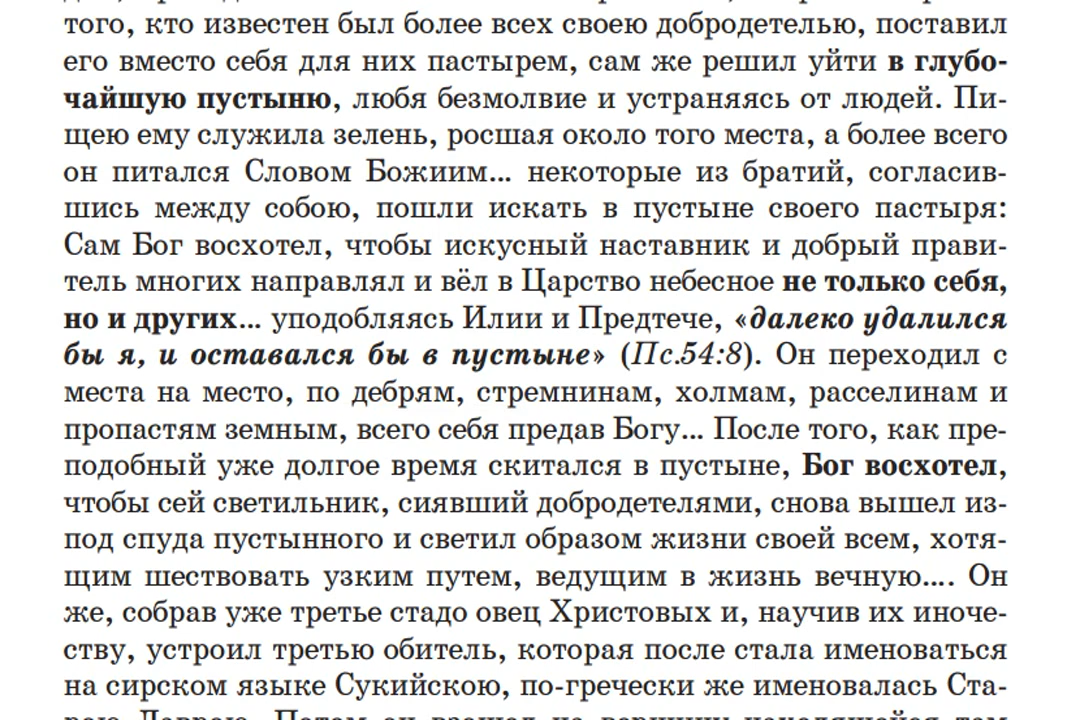 того, кто известен был более всех своею добродетелью, поставил
его вместо себя для них пастырем, сам же решил уйти в глубо-
чайшую пустыню, любя безмолвие и устраняясь от людей. Пи-
щею ему служила зелень, росшая около того места, а более всего
он питался Словом Божиим... некоторые из братий, согласив-
шись между собою, пошли искать в пустыне своего пастыря:
Сам Бог восхотел, чтобы искусный наставник и добрый прави-
тель многих направлял и вёл в Царство небесное не только себя,
но и других... уподобляясь Илии и Предтече, «далеко удалился
бы я, и оставался бы в пустыне» (Пс.54:8). Он переходил с
места на место, по дебрям, стремнинам, холмам, расселинам и
пропастям земным, всего себя предав Богу... После того, как пре-
подобный уже долгое время скитался в пустыне, Бог восхотел,
чтобы сей светильник, сиявший добродетелями, снова вышел из-
под спуда пустынного и светил образом жизни своей всем, хотя-
щим шествовать узким путем, ведущим в жизнь вечную.... Он
же, собрав уже третье стадо овец Христовых и, научив их иноче-
ству, устроил третью обитель, которая после стала именоваться
на сирском языке Сукийскою, по-гречески же именовалась Ста-